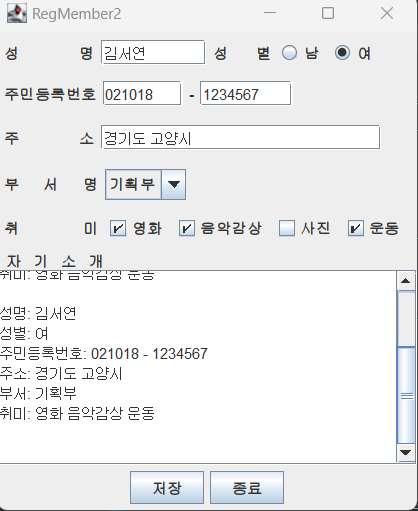 RegMember2
성 명 김서연 성 별 남 여
주민등록번호 021018 - 1234567
주 소 경기도 고양시
부 서 명 기획부
취 미 영화 음악감상 사진 운동
자 기 소 개
취미: 영화 음악감상 운동
성명: 김서연
성별: 여
주민등록번호: 021018 - 1234567
주소: 경기도 고양시
부서: 기획부
취미: 영화 음악감상 운동
저장 종료